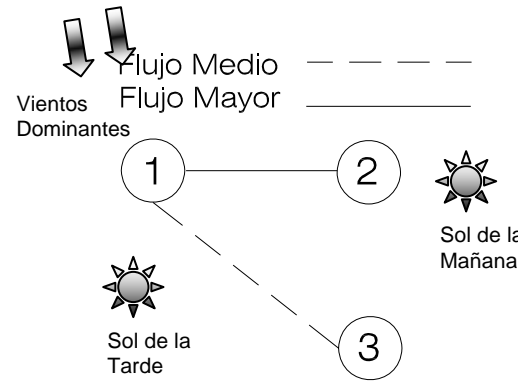 Flujo Medio
Flujo Mayor
Vientos
Dominantes
1
2
Sol de la
Mañana
Sol de la
Tarde
3